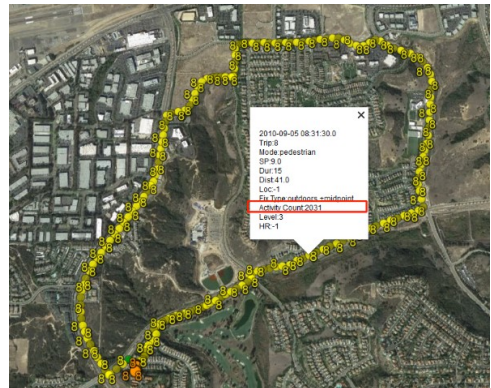 2010-09-05 08:31:30.0
Trip:8
Mode:pedestrian
SP:9.0
Dur:15
Dist:41.0
Loc:-1
Fix Type:outdoors +midpoint
Activity Count:2031
Level:3
HR:-1